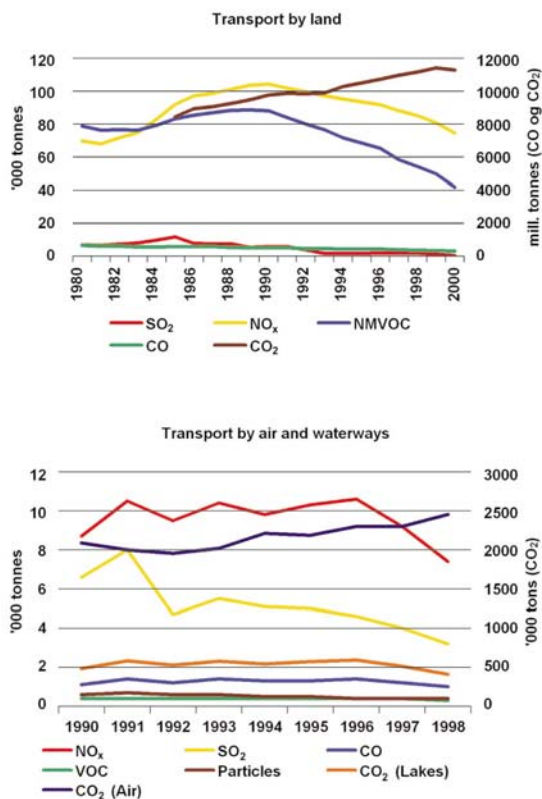 Transport by land
'000 tonnes
120
100
80
60
40
20
0
mill. tonnes (CO og CO₂)
12000
10000
8000
6000
4000
2000
0
1980 1982 1984 1986 1988 1990 1992 1994 1996 1998 2000
SO₂ NOₓ NMVOC
CO CO₂
Transport by air and waterways
'000 tonnes
12
10
8
6
4
2
0
'000 tons (CO₂)
3000
2500
2000
1500
1000
500
0
1990 1991 1992 1993 1994 1995 1996 1997 1998
NOₓ SO₂ CO
VOC Particles CO₂ (Lakes)
CO₂ (Air)